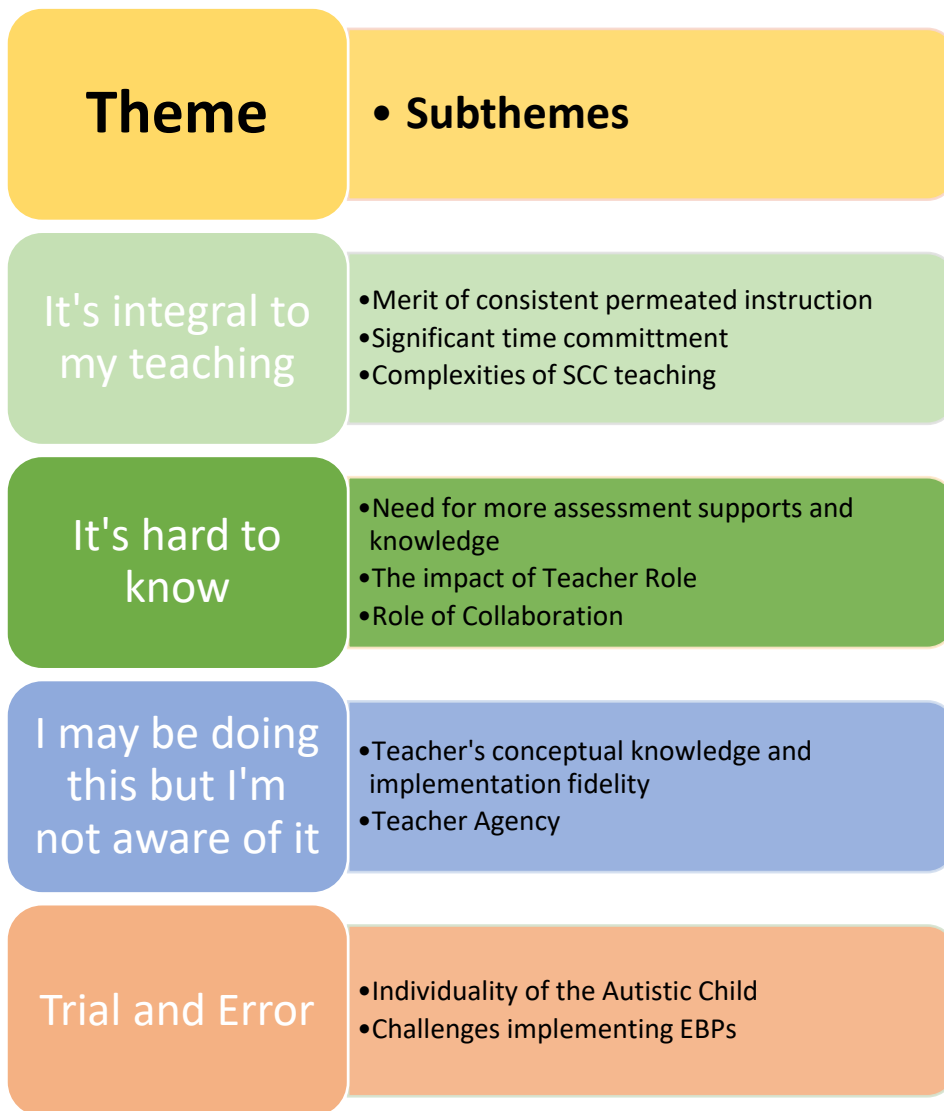 Theme
• Subthemes
It's integral to
my teaching
•Merit of consistent permeated instruction
•Significant time committment
•Complexities of SCC teaching
It's hard to
know
•Need for more assessment supports and
knowledge
•The impact of Teacher Role
•Role of Collaboration
I may be doing
this but I'm
not aware of it
•Teacher's conceptual knowledge and
implementation fidelity
•Teacher Agency
Trial and Error
•Individuality of the Autistic Child
•Challenges implementing EBPs